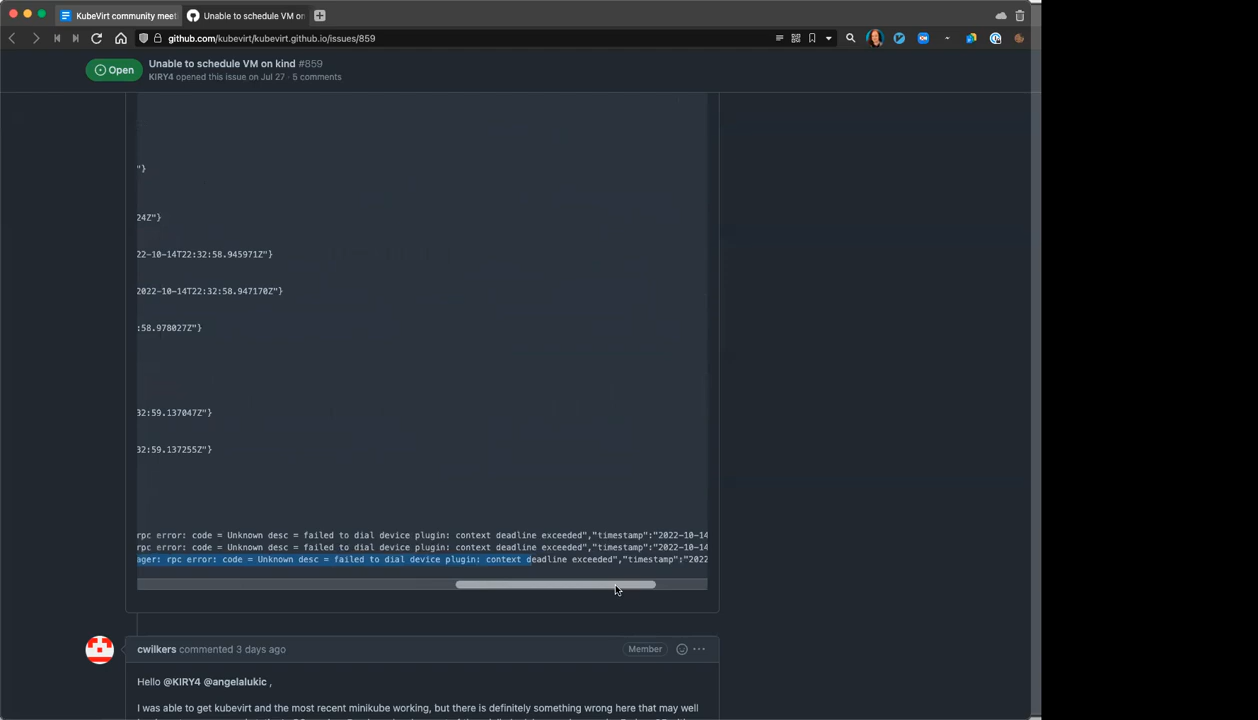 KubeVirt community meet
Unable to schedule VM on
github.com/kubevirt/kubevirt.github.io/issues/859
Open
Unable to schedule VM on kind #859
KIRY4 opened this issue on Jul 27 · 5 comments
"}
24Z"}
22-10-14T22:32:58.945971Z"}
2022-10-14T22:32:58.947170Z"}
:58.978027Z"}
32:59.137047Z"}
32:59.137255Z"}
rpc error: code = Unknown desc = failed to dial device plugin: context deadline exceeded","timestamp":"2022-10-14
rpc error: code = Unknown desc = failed to dial device plugin: context deadline exceeded","timestamp":"2022-10-14
ager: rpc error: code = Unknown desc = failed to dial device plugin: context deadline exceeded","timestamp":"2022
cwilkers commented 3 days ago
Member
Hello @KIRY4 @angelalukic ,
I was able to get kubevirt and the most recent minikube working, but there is definitely something wrong here that may well